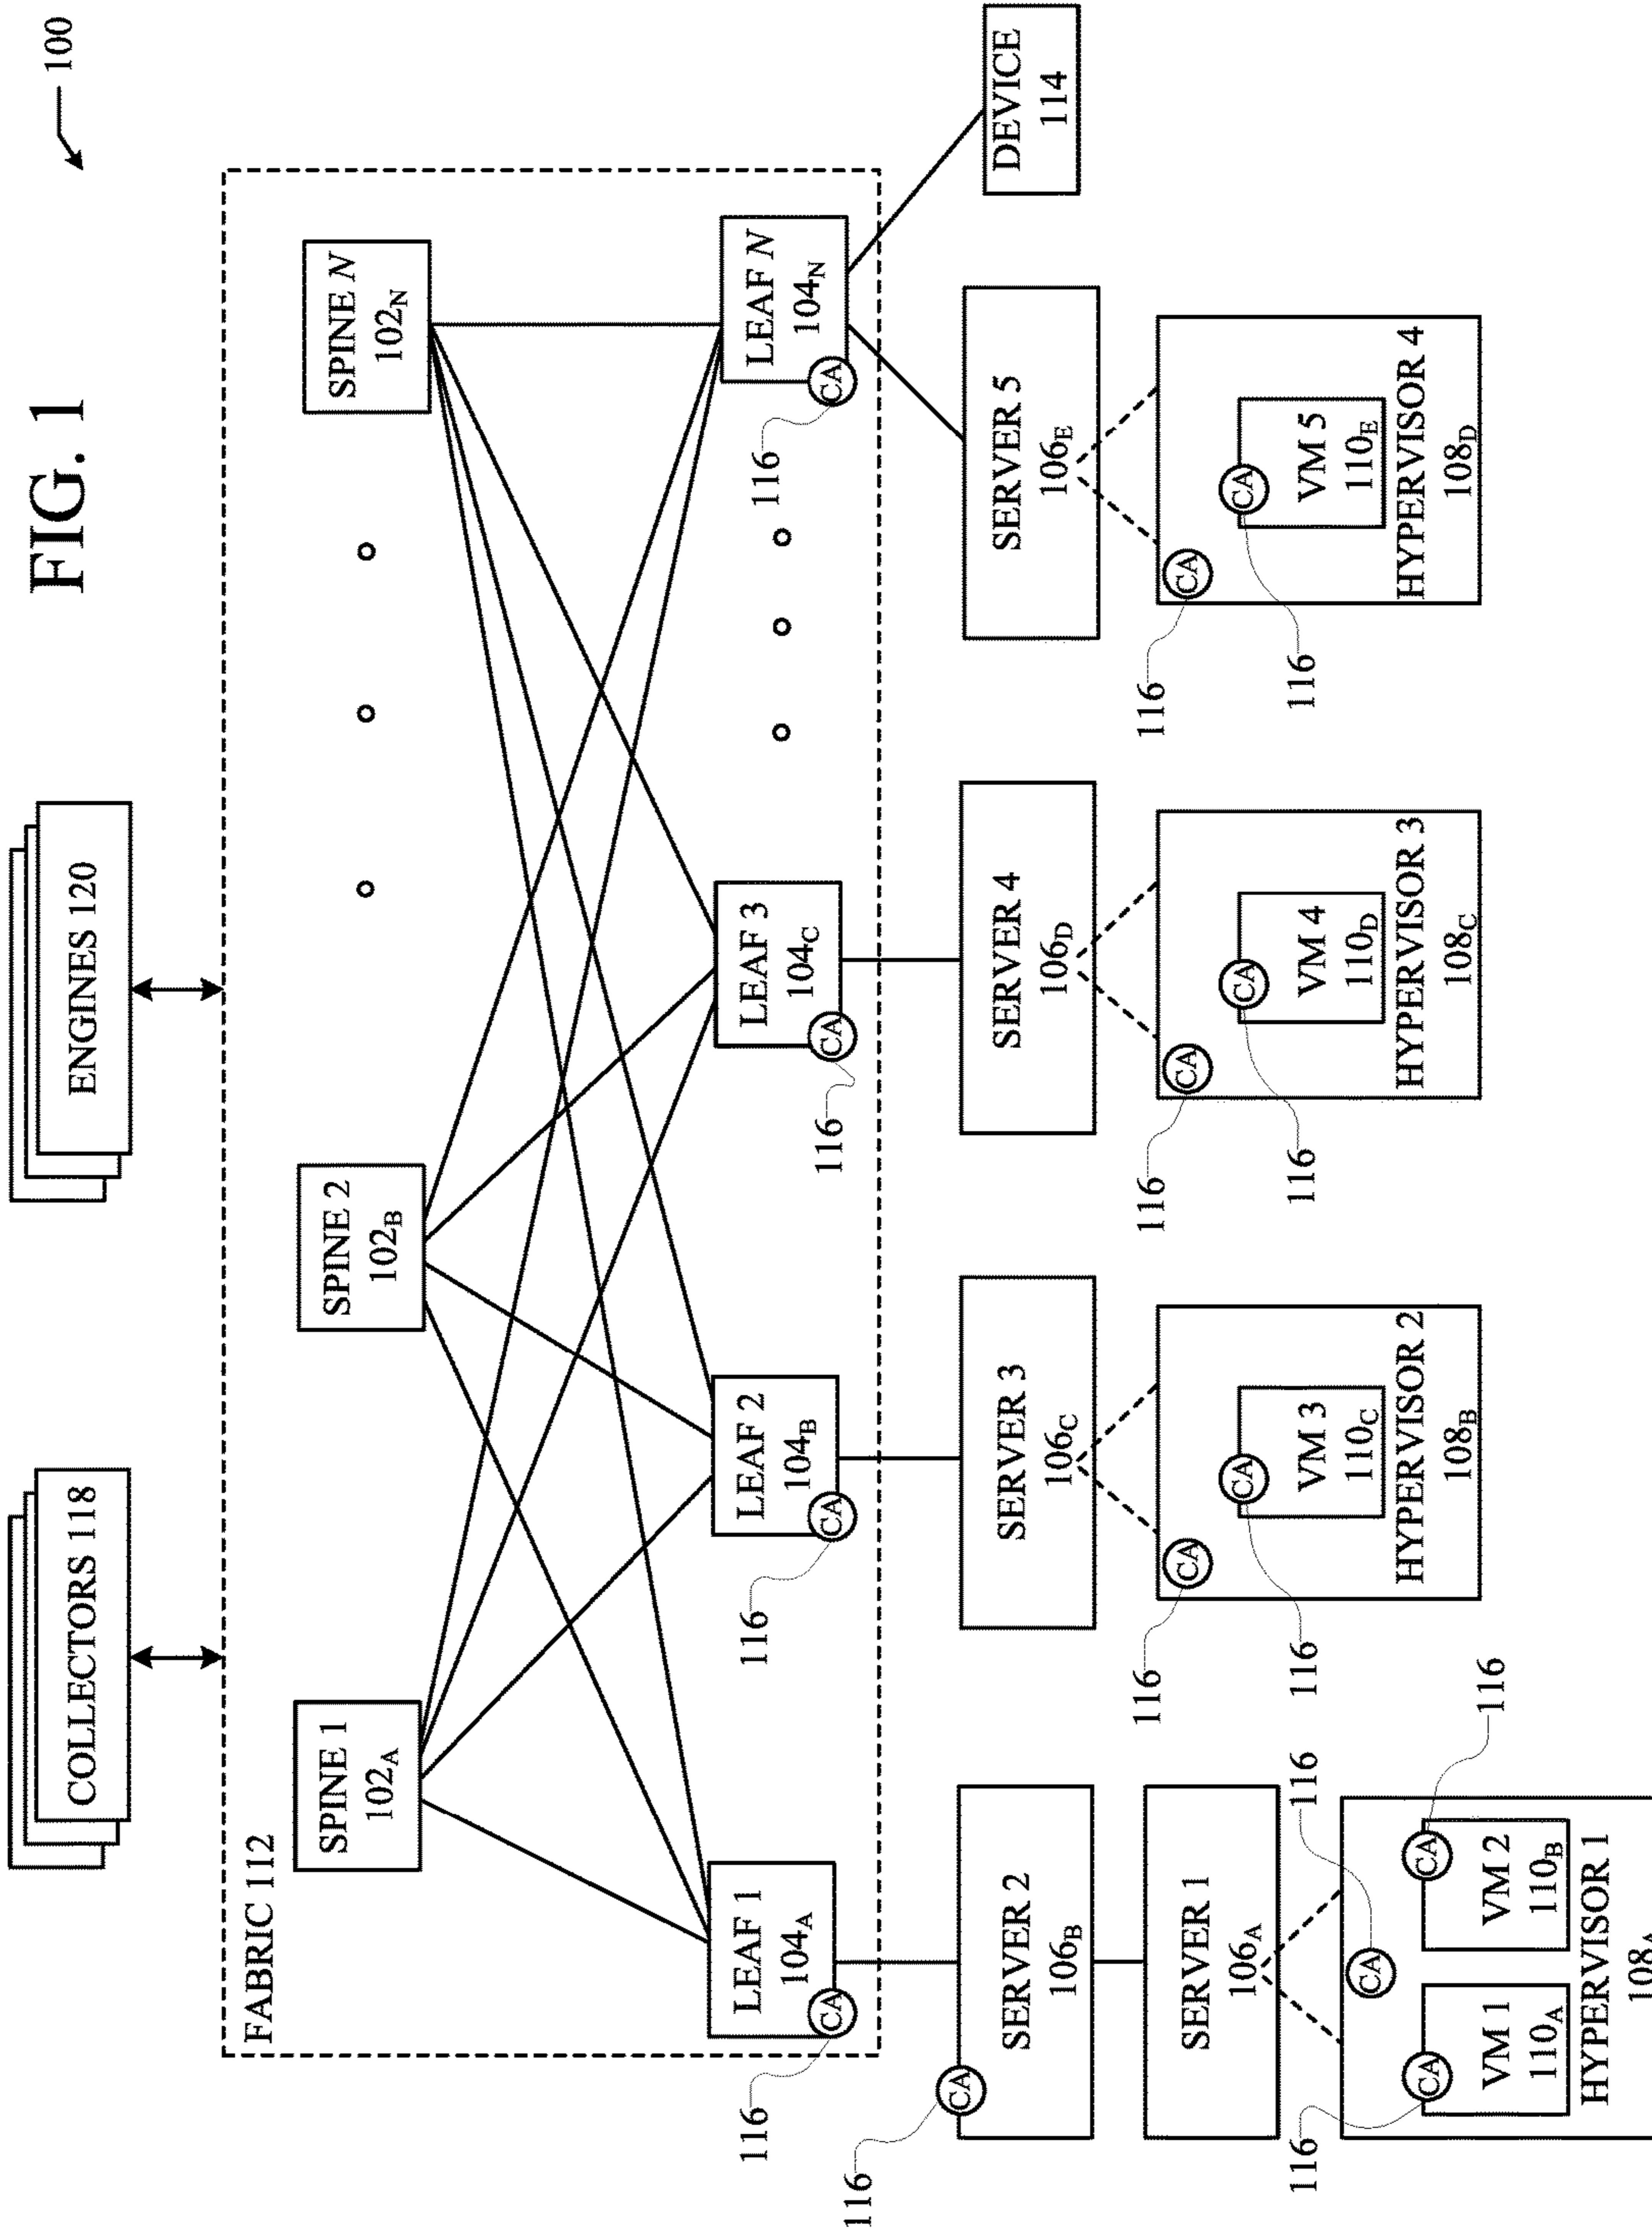 FIG. 1
100
COLLECTORS 118
ENGINES 120
FABRIC 112
SPINE 1
102A
SPINE 2
102B
SPINE N
102N
LEAF 1
104A
CA
116
LEAF 2
104B
CA
116
LEAF 3
104C
CA
116
LEAF N
104N
CA
116
116
CA
SERVER 2
106B
SERVER 3
106C
SERVER 4
106D
SERVER 5
106E
DEVICE
114
SERVER 1
106A
116
CA
116
CA
VM 1
110A
116
CA
VM 2
110B
HYPERVISOR 1
108A
116
CA
116
CA
VM 3
110C
HYPERVISOR 2
108B
116
CA
116
CA
VM 4
110D
HYPERVISOR 3
108C
116
CA
116
CA
VM 5
110E
HYPERVISOR 4
108D